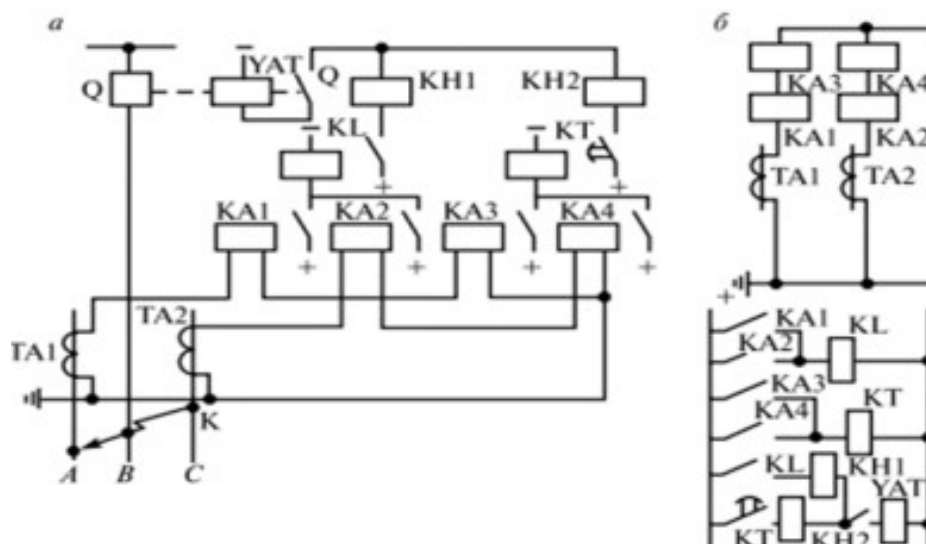 а
Q YAT Q KH1 KH2
KL KT
+ +
KA1 KA2 KA3 KA4
+ + + +
TA1 TA2
K
A B C
б
KA3 KA4
KA1 KA2
TA1 TA2
+
KA1 KL
KA2
KA3
KA4 KT
KL KH1
YAT
KT KH2